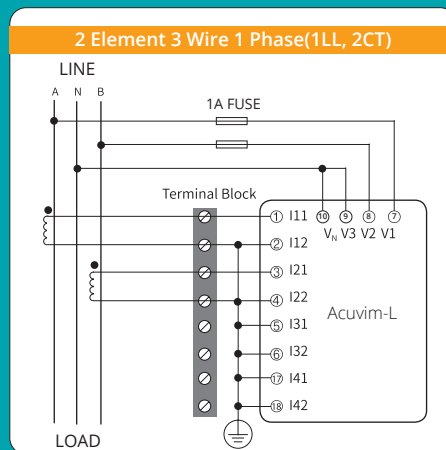 2 Element 3 Wire 1 Phase(1LL, 2CT)
LINE
A N B
1A FUSE
Terminal Block
10 9 8 7
VN V3 V2 V1
1 I11
2 I12
3 I21
4 I22
Acuvim-L
5 I31
6 I32
17 I41
18 I42
LOAD